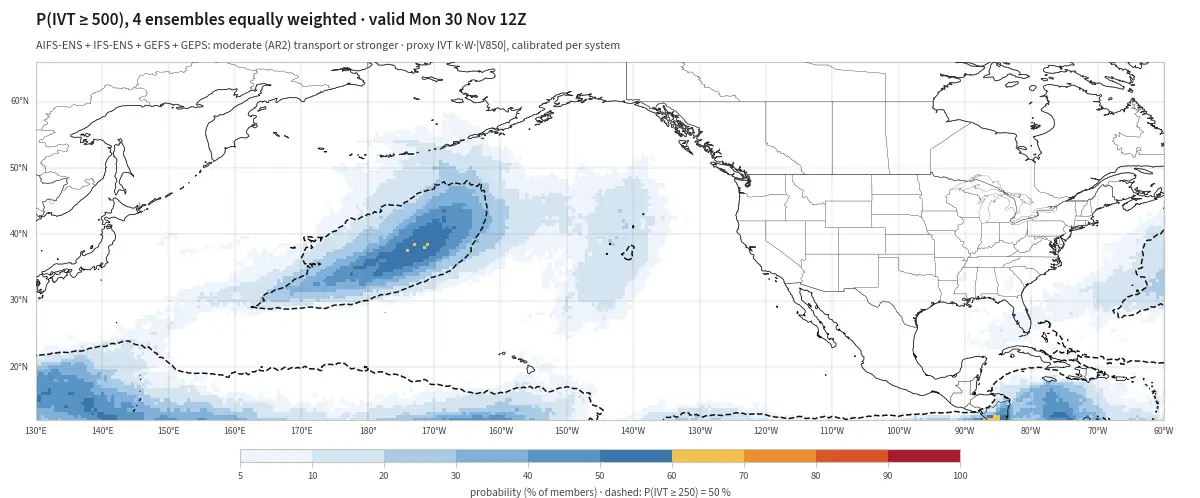 P(IVT ≥ 500), 4 ensembles equally weighted · valid Mon 30 Nov 12Z
AIFS-ENS + IFS-ENS + GEFS + GEPS: moderate (AR2) transport or stronger · proxy IVT k·W·|V850|, calibrated per system
60°N
50°N
40°N
30°N
20°N
130°E 140°E 150°E 160°E 170°E 180° 170°W 160°W 150°W 140°W 130°W 120°W 110°W 100°W 90°W 80°W 70°W 60°W
5 10 20 30 40 50 60 70 80 90 100
probability (% of members) · dashed: P(IVT ≥ 250) = 50 %